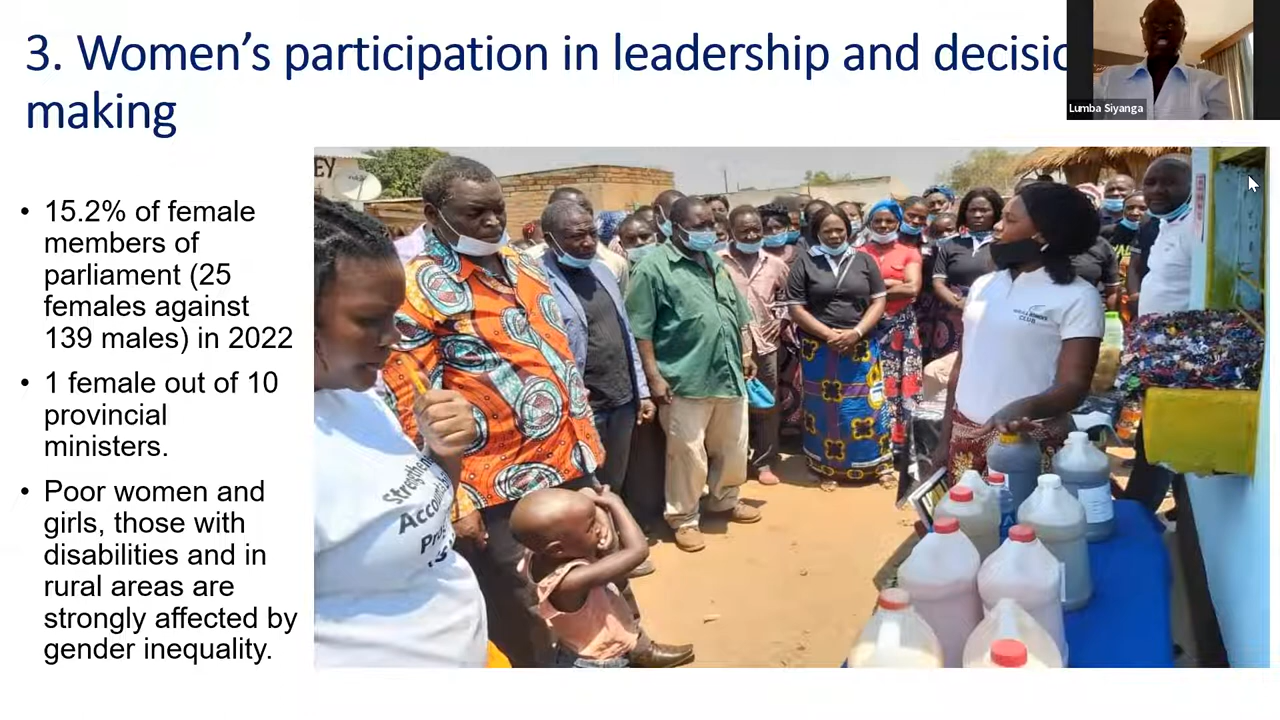 3. Women's participation in leadership and decisio
making
Lumba Siyanga
• 15.2% of female
members of
parliament (25
females against
139 males) in 2022
• 1 female out of 10
provincial
ministers.
• Poor women and
girls, those with
disabilities and in
rural areas are
strongly affected by
gender inequality.
EY
CLUB